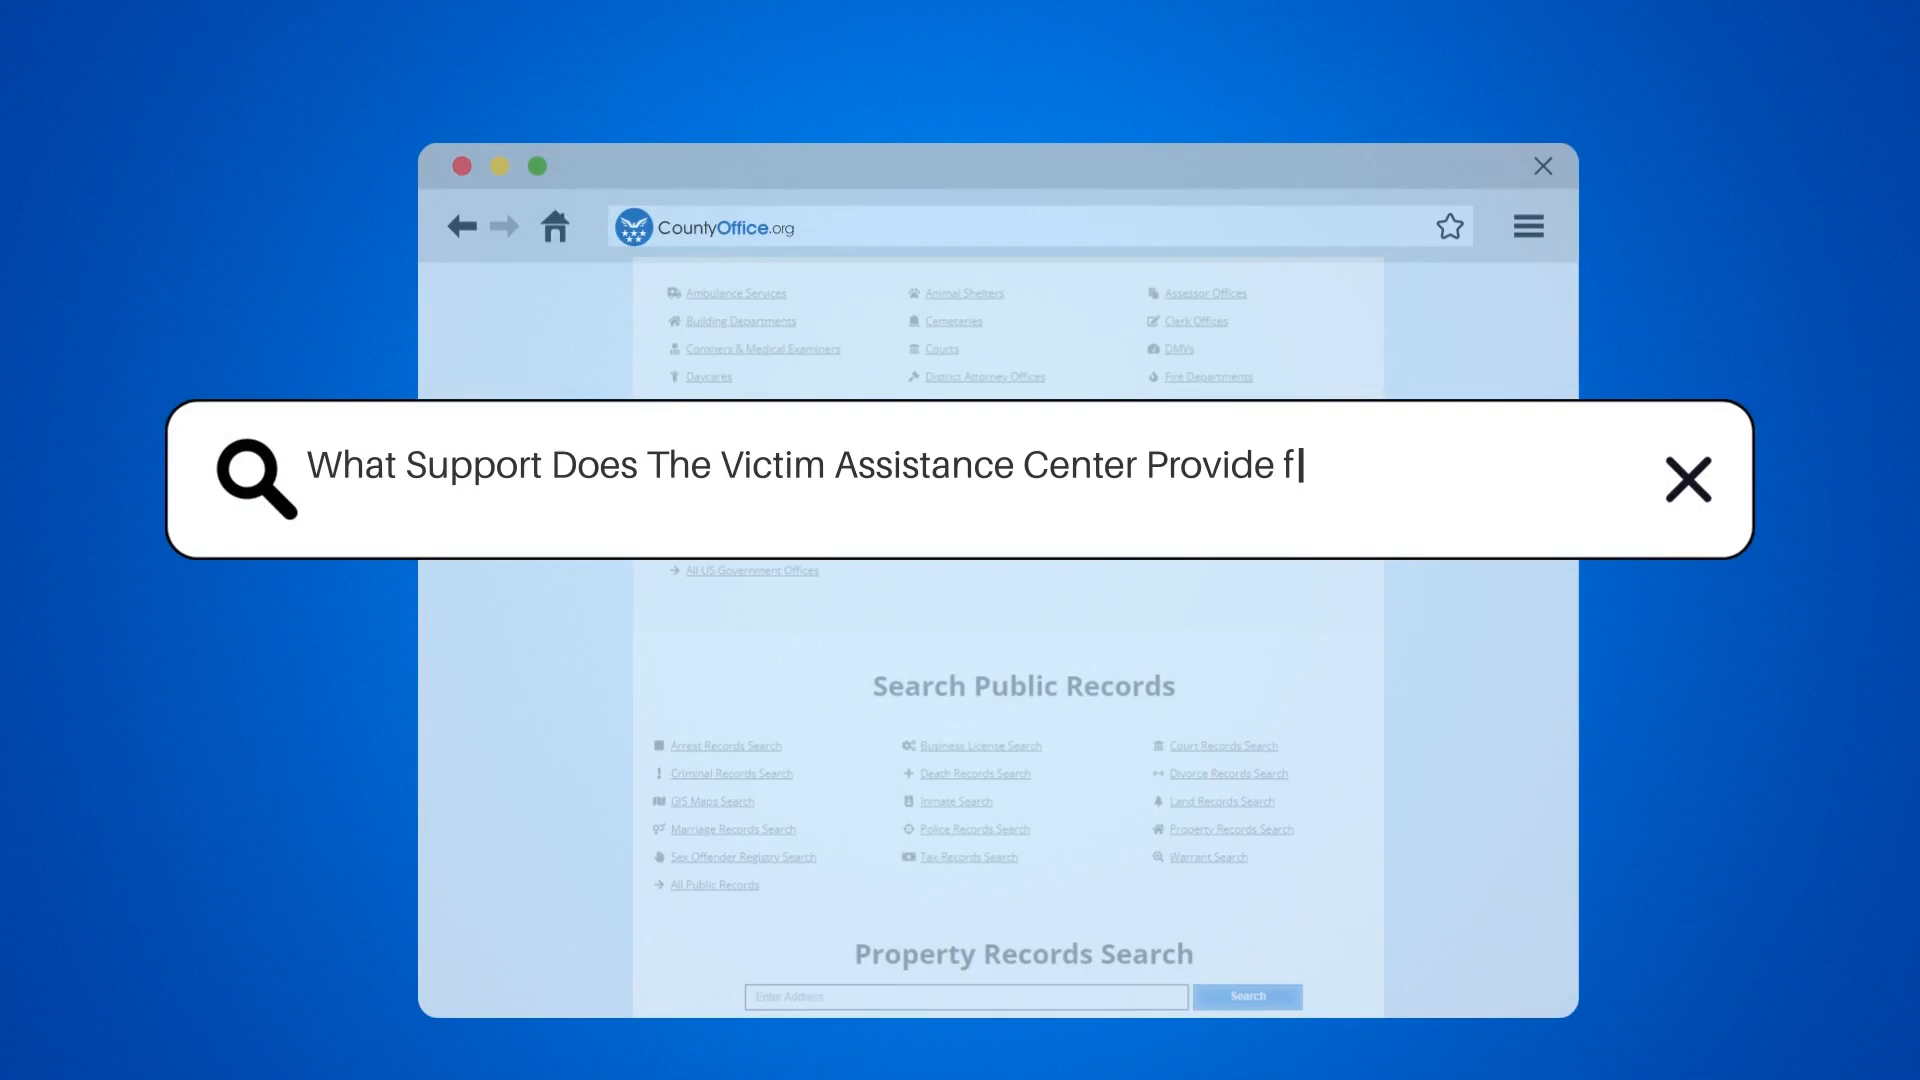 CountyOffice.org
Ambulance Services Animal Shelters Assessor Offices
Building Departments Cemeteries Clerk Offices
Coroners & Medical Examiners Courts DMVs
Daycares District Attorney Offices Fire Departments
What Support Does The Victim Assistance Center Provide f
All US Government Offices
Search Public Records
Arrest Records Search Business License Search Court Records Search
Criminal Records Search Death Records Search Divorce Records Search
GIS Maps Search Inmate Search Land Records Search
Marriage Records Search Police Records Search Property Records Search
Sex Offender Registry Search Tax Records Search Warrant Search
All Public Records
Property Records Search
Enter Address Search